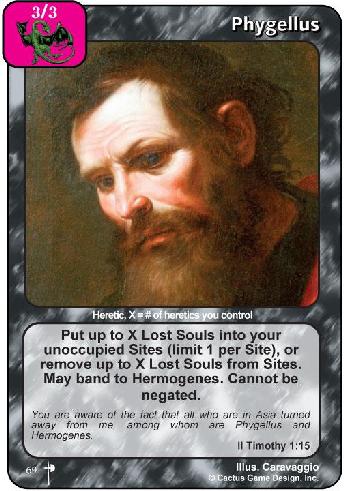 3/3
Phygellus
Heretic. X = # of heretics you control
Put up to X Lost Souls into your
unoccupied Sites (limit 1 per Site), or
remove up to X Lost Souls from Sites.
May band to Hermogenes. Cannot be
negated.
You are aware of the fact that all who are in Asia turned
away from me, among whom are Phygellus and
Hermogenes.
II Timothy 1:15
69
Illus. Caravaggio
© Cactus Game Design, Inc.